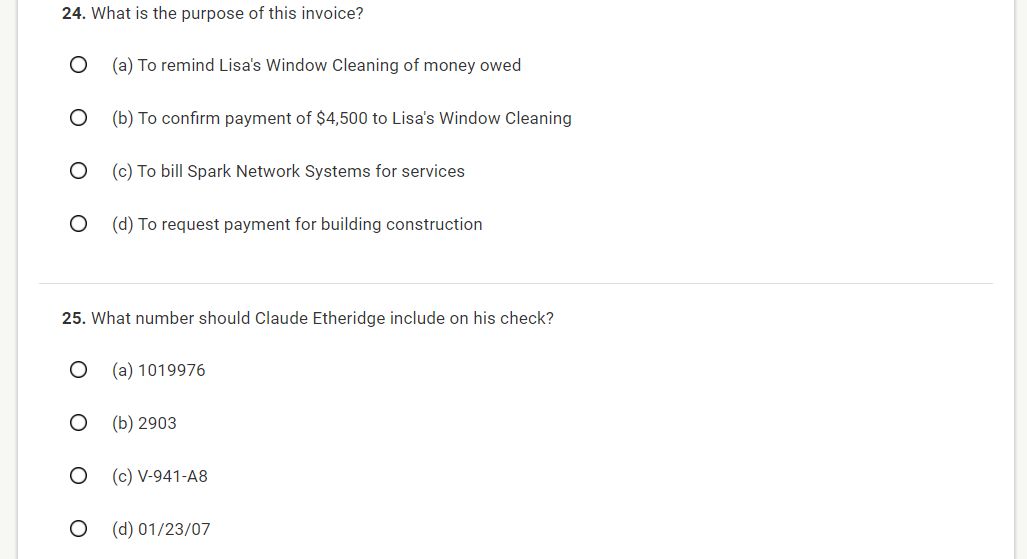 24. What is the purpose of this invoice?
(a) To remind Lisa's Window Cleaning of money owed
(b) To confirm payment of $4,500 to Lisa's Window Cleaning
(c) To bill Spark Network Systems for services
(d) To request payment for building construction
25. What number should Claude Etheridge include on his check?
(a) 1019976
(b) 2903
(c) V-941-A8
(d) 01/23/07